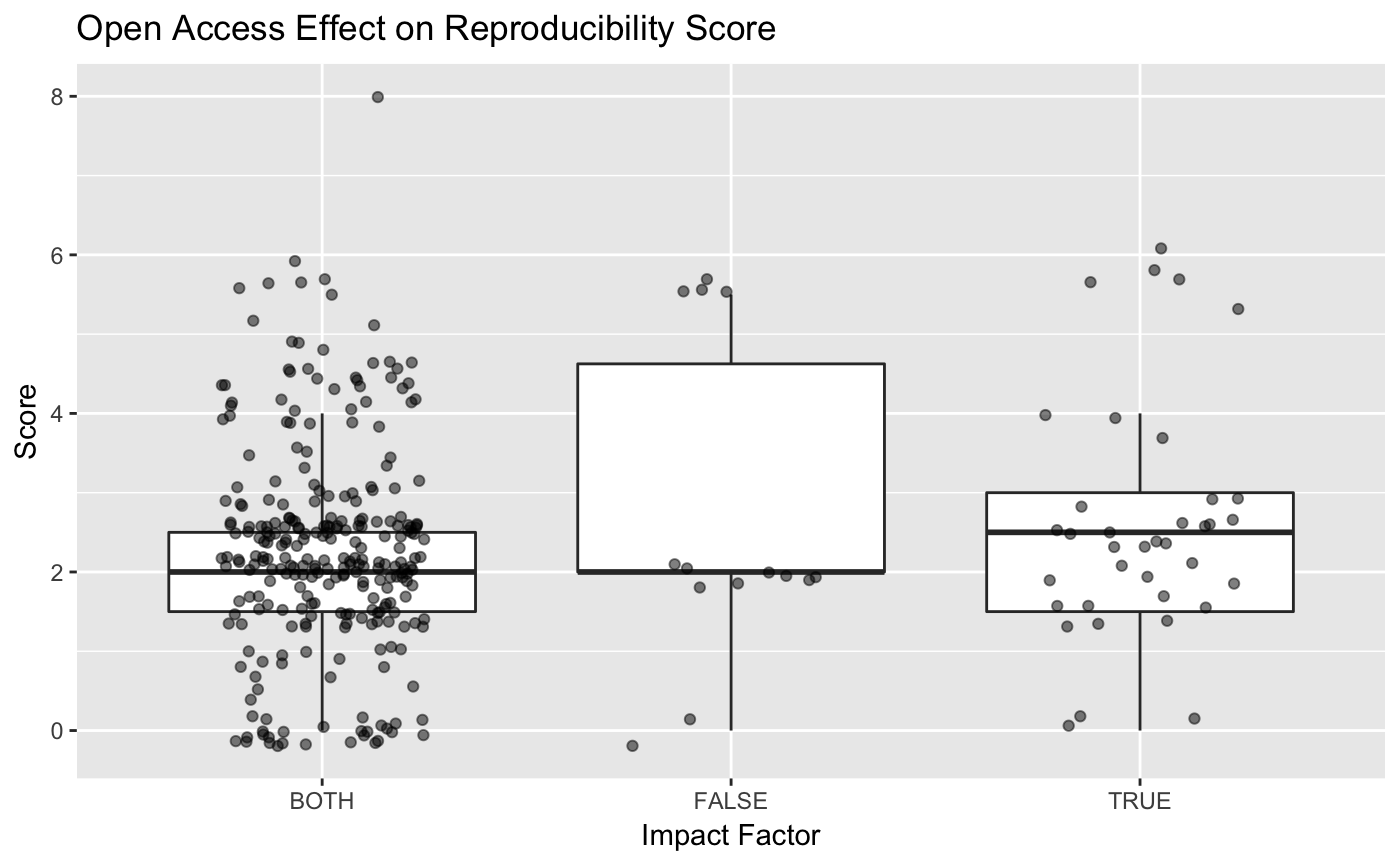 Open Access Effect on Reproducibility Score
8
6
4
2
0
Score
BOTH
FALSE
TRUE
Impact Factor